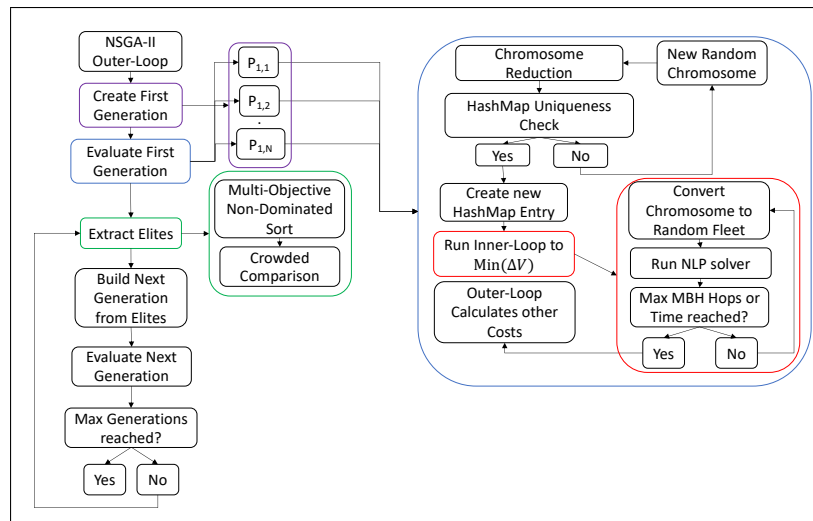 NSGA-II
Outer-Loop
Create First
Generation
Evaluate First
Generation
Extract Elites
Build Next
Generation
from Elites
Evaluate Next
Generation
Max Generations
reached?
Yes
No
P1,1
P1,2
.
P1,N
Multi-Objective
Non-Dominated
Sort
Crowded
Comparison
Chromosome
Reduction
New Random
Chromosome
HashMap Uniqueness
Check
Yes
No
Create new
HashMap Entry
Run Inner-Loop to
Min(ΔV)
Outer-Loop
Calculates other
Costs
Convert
Chromosome to
Random Fleet
Run NLP solver
Max MBH Hops or
Time reached?
Yes
No